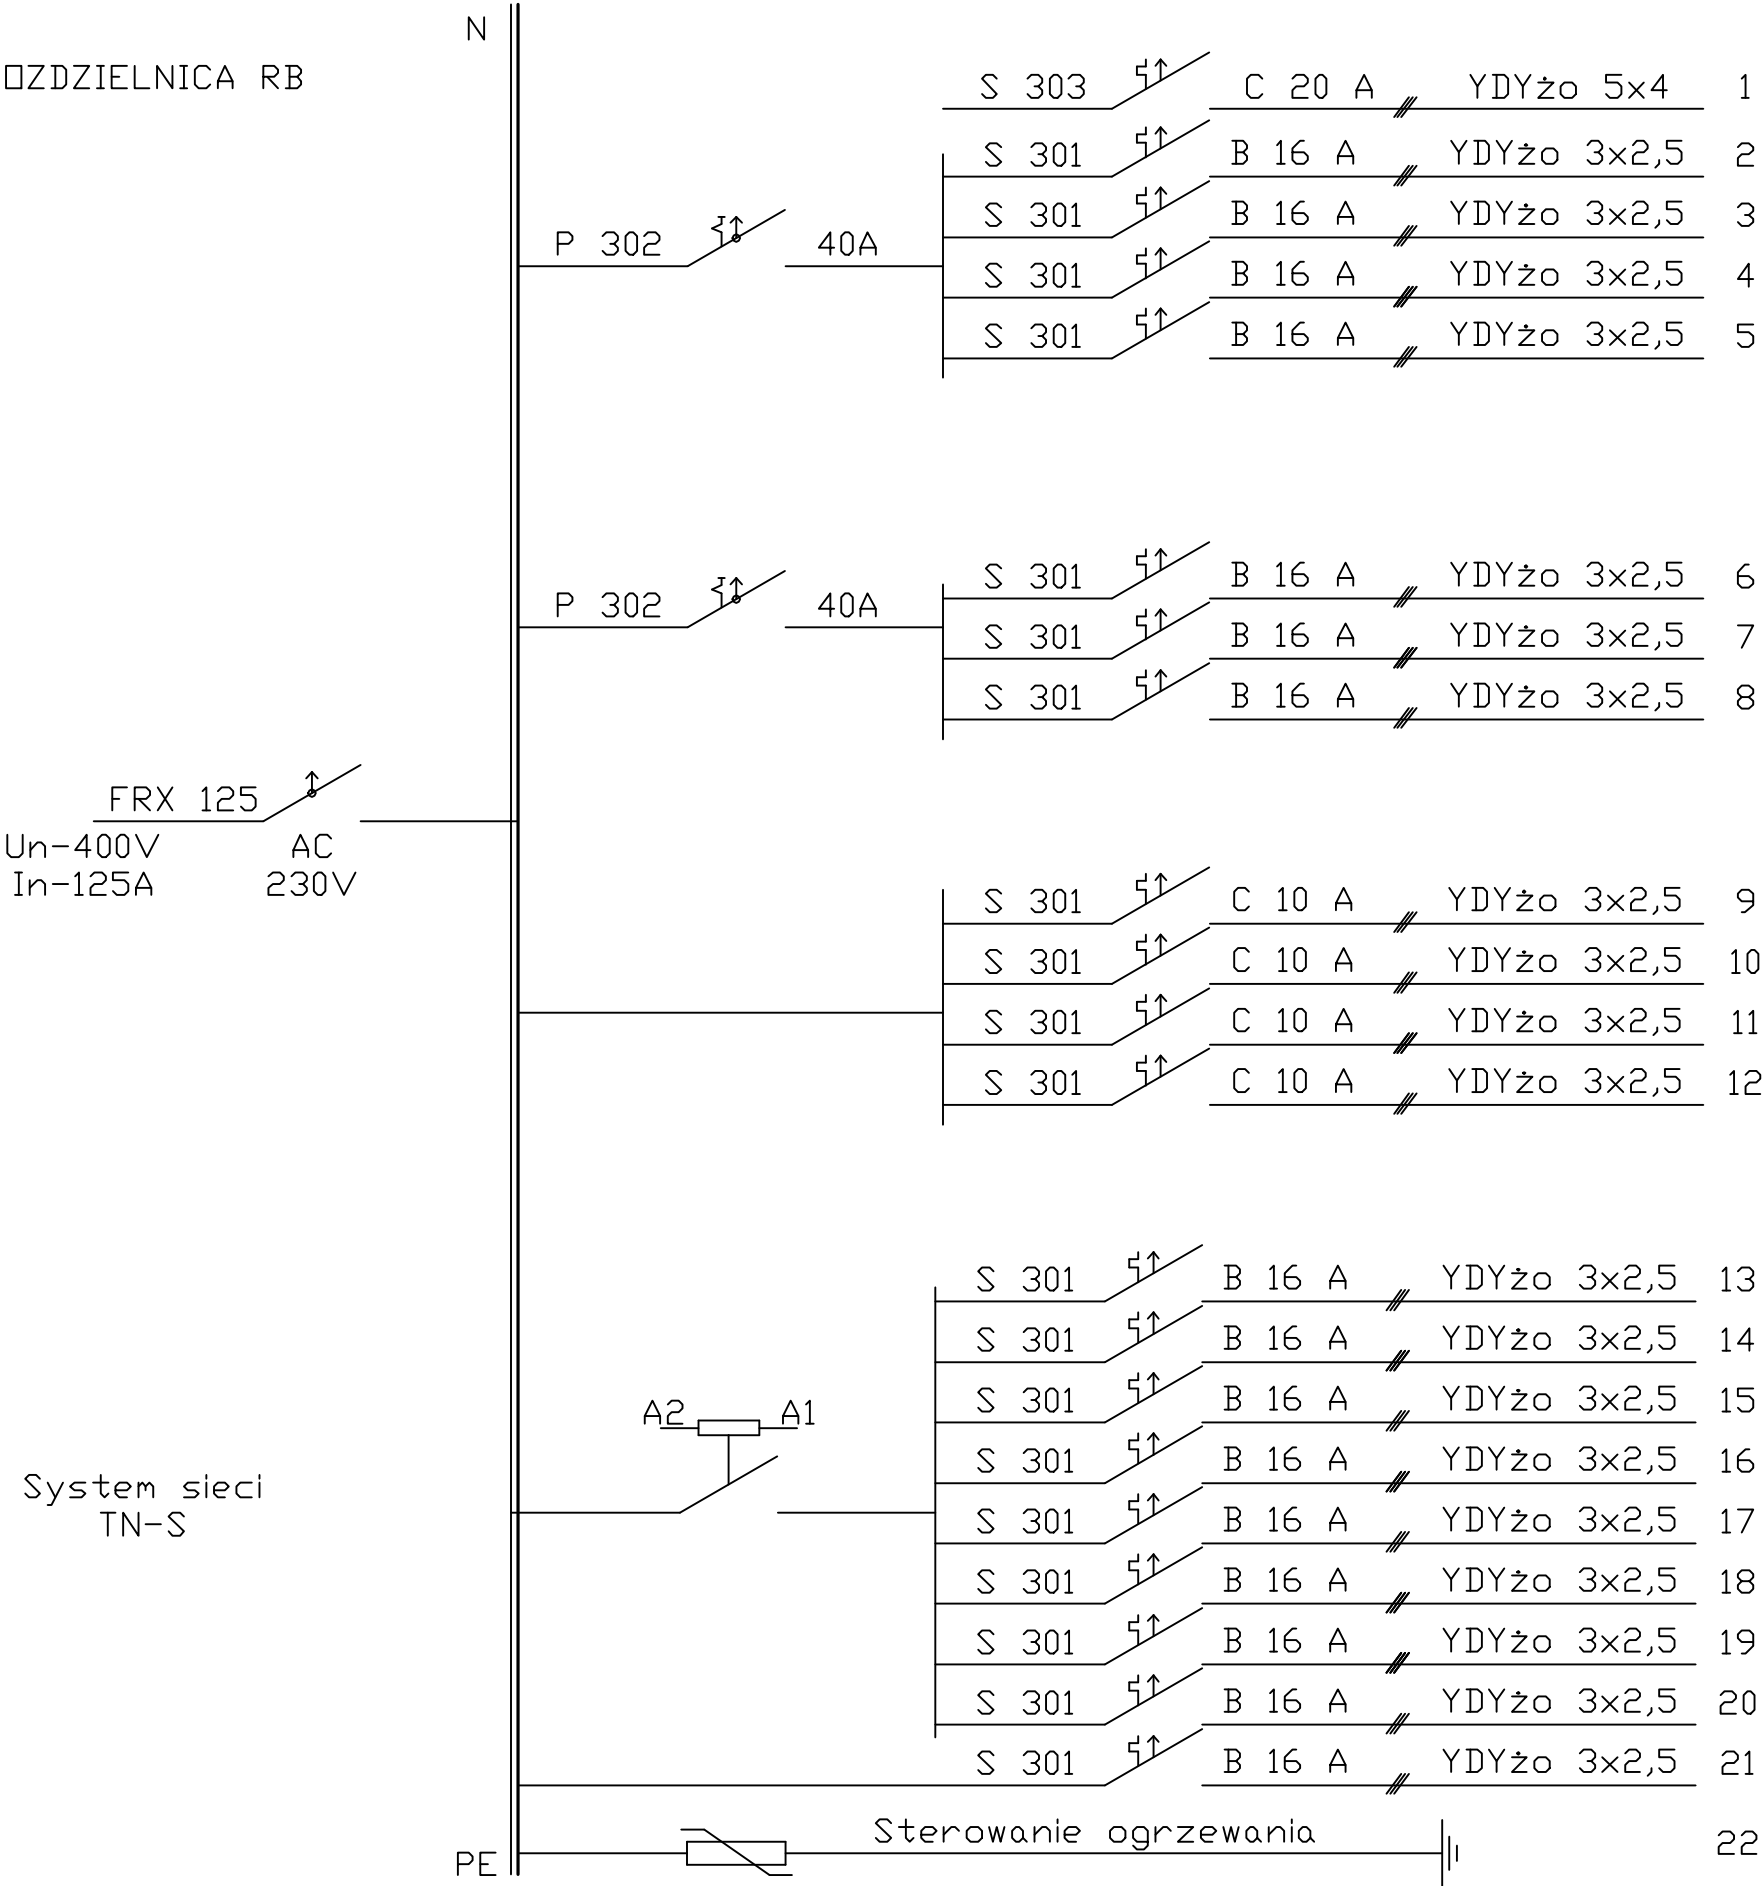 N
OZDZIELNICA RB
S 303 C 20 A YDYżo 5x4 1
S 301 B 16 A YDYżo 3x2,5 2
S 301 B 16 A YDYżo 3x2,5 3
P 302 40A
S 301 B 16 A YDYżo 3x2,5 4
S 301 B 16 A YDYżo 3x2,5 5
S 301 B 16 A YDYżo 3x2,5 6
P 302 40A
S 301 B 16 A YDYżo 3x2,5 7
S 301 B 16 A YDYżo 3x2,5 8
FRX 125
Un-400V AC
In-125A 230V
S 301 C 10 A YDYżo 3x2,5 9
S 301 C 10 A YDYżo 3x2,5 10
S 301 C 10 A YDYżo 3x2,5 11
S 301 C 10 A YDYżo 3x2,5 12
S 301 B 16 A YDYżo 3x2,5 13
S 301 B 16 A YDYżo 3x2,5 14
S 301 B 16 A YDYżo 3x2,5 15
A2 A1
S 301 B 16 A YDYżo 3x2,5 16
System sieci
TN-S
S 301 B 16 A YDYżo 3x2,5 17
S 301 B 16 A YDYżo 3x2,5 18
S 301 B 16 A YDYżo 3x2,5 19
S 301 B 16 A YDYżo 3x2,5 20
S 301 B 16 A YDYżo 3x2,5 21
Sterowanie ogrzewania 22
PE